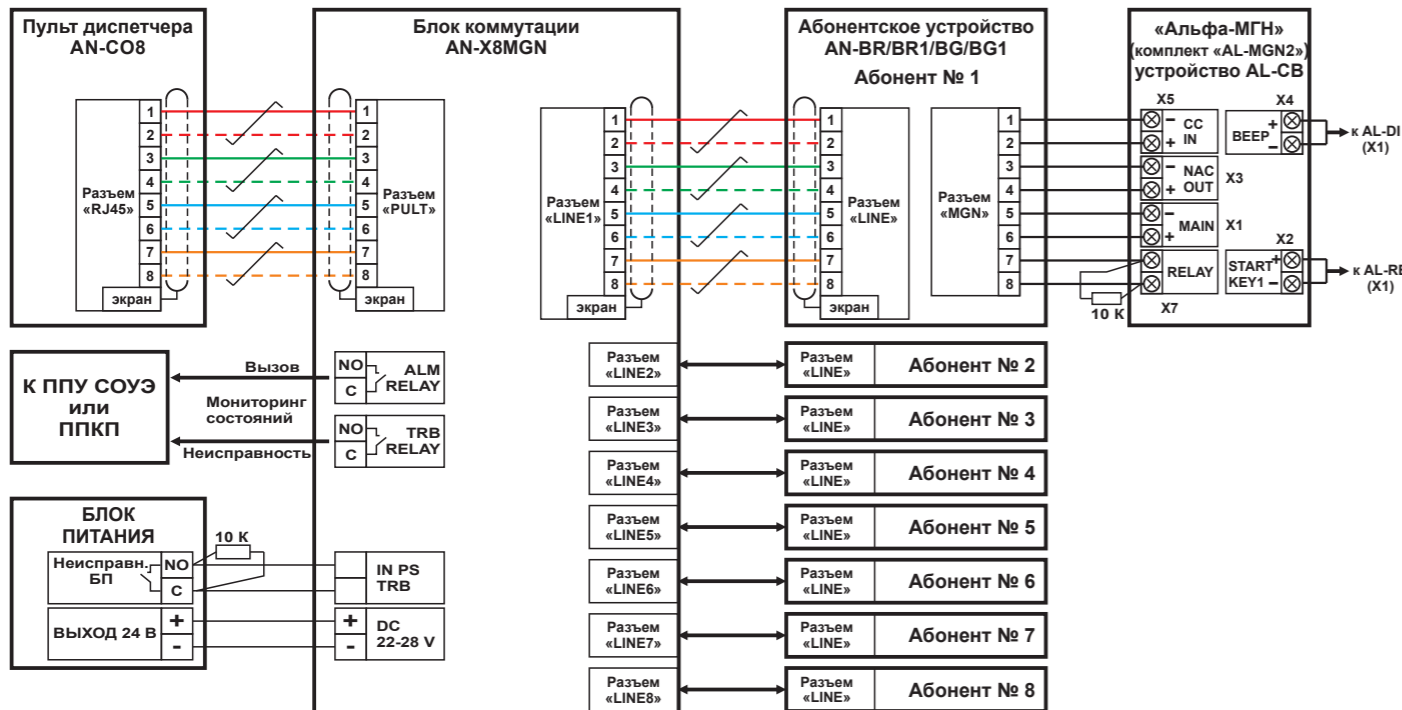 Пульт диспетчера
AN-CO8
1
2
3
4
5
6
7
8
Разъем
«RJ45»
экран
Блок коммутации
AN-X8MGN
1
2
3
4
5
6
7
8
Разъем
«PULT»
экран
Разъем
«LINE1»
1
2
3
4
5
6
7
8
экран
Абонентское устройство
AN-BR/BR1/BG/BG1
Абонент № 1
1
2
3
4
5
6
7
8
Разъем
«LINE»
экран
Разъем
«MGN»
1
2
3
4
5
6
7
8
«Альфа-МГН»
(комплект «AL-MGN2»)
устройство AL-CB
X5
− CC
+ IN
− NAC
+ OUT
X3
− 
+ MAIN
X1
RELAY
X7
10 К
X4
BEEP
+
−
к AL-DI
(X1)
X2
START +
KEY1 −
к AL-RE
(X1)
К ППУ СОУЭ
или
ППКП
Вызов
Мониторинг
состояний
Неисправность
NO
C
ALM
RELAY
NO
C
TRB
RELAY
БЛОК
ПИТАНИЯ
10 К
Неисправн.
БП
NO
C
ВЫХОД 24 В
+
-
IN PS
TRB
+
-
DC
22-28 V
Разъем
«LINE2»
Разъем
«LINE»
Абонент № 2
Разъем
«LINE3»
Разъем
«LINE»
Абонент № 3
Разъем
«LINE4»
Разъем
«LINE»
Абонент № 4
Разъем
«LINE5»
Разъем
«LINE»
Абонент № 5
Разъем
«LINE6»
Разъем
«LINE»
Абонент № 6
Разъем
«LINE7»
Разъем
«LINE»
Абонент № 7
Разъем
«LINE8»
Разъем
«LINE»
Абонент № 8